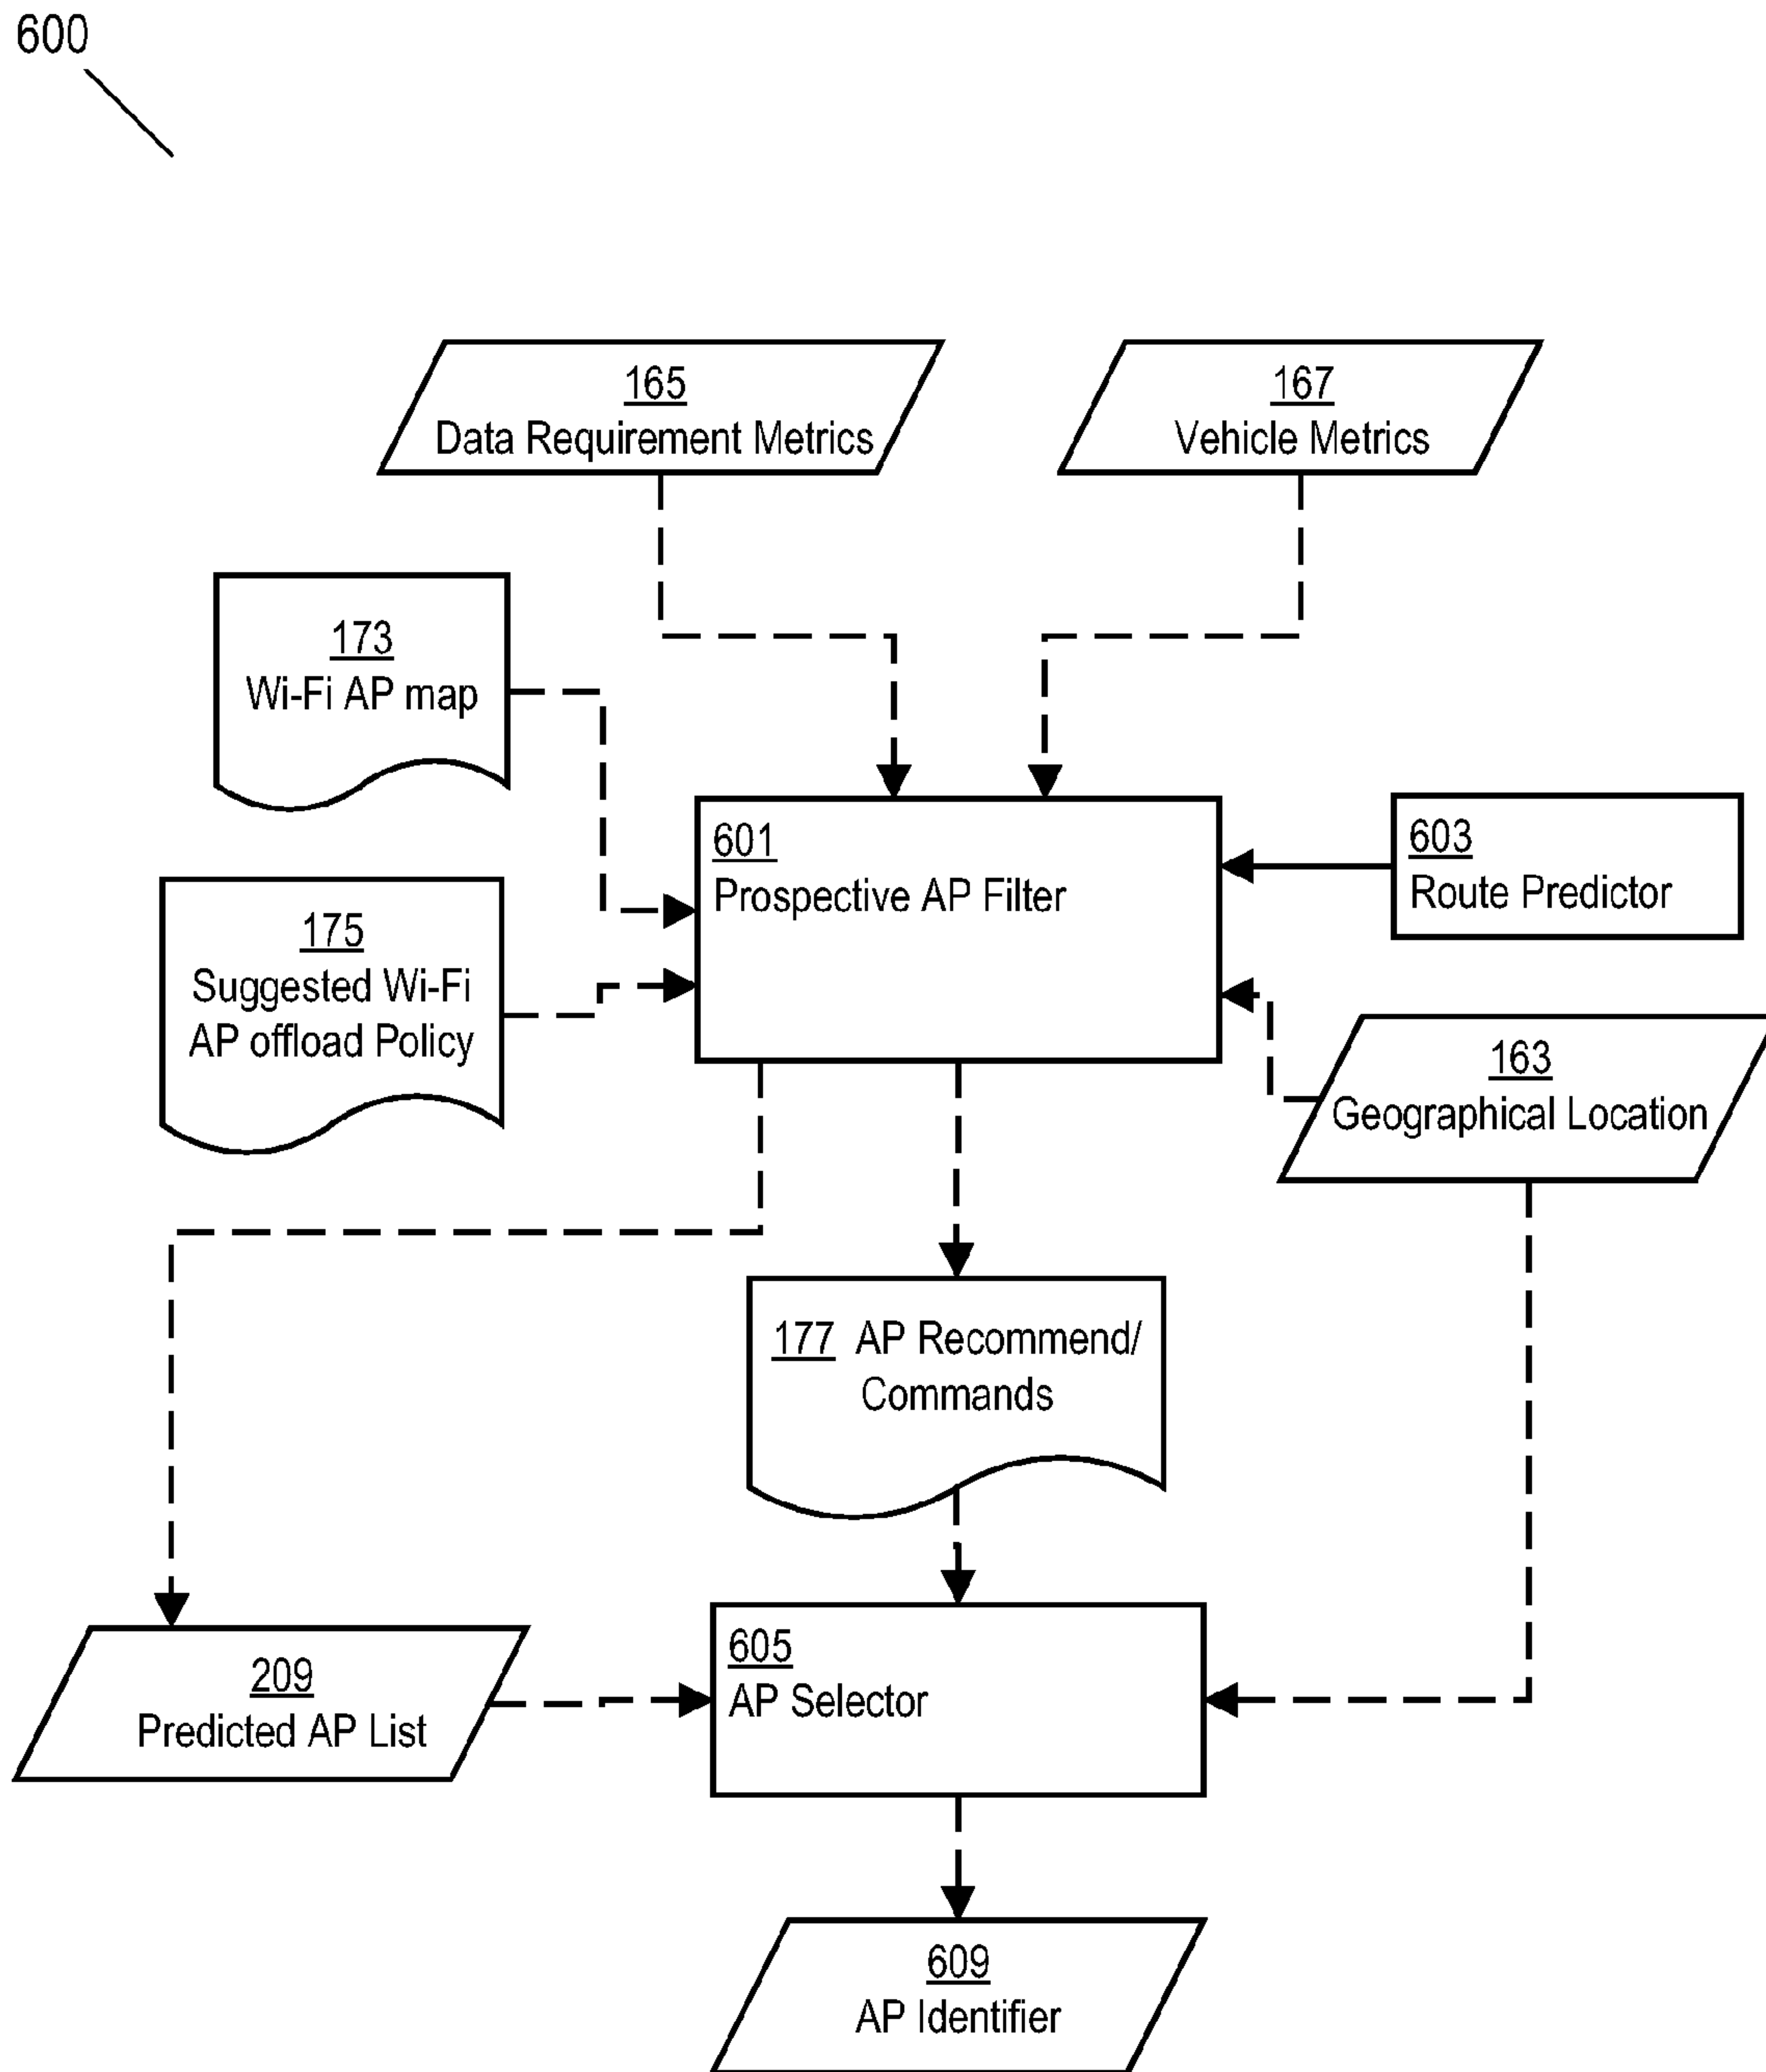 600
165
Data Requirement Metrics
167
Vehicle Metrics
173
Wi-Fi AP map
601
Prospective AP Filter
603
Route Predictor
175
Suggested Wi-Fi
AP offload Policy
163
Geographical Location
177 AP Recommend/
Commands
209
Predicted AP List
605
AP Selector
609
AP Identifier